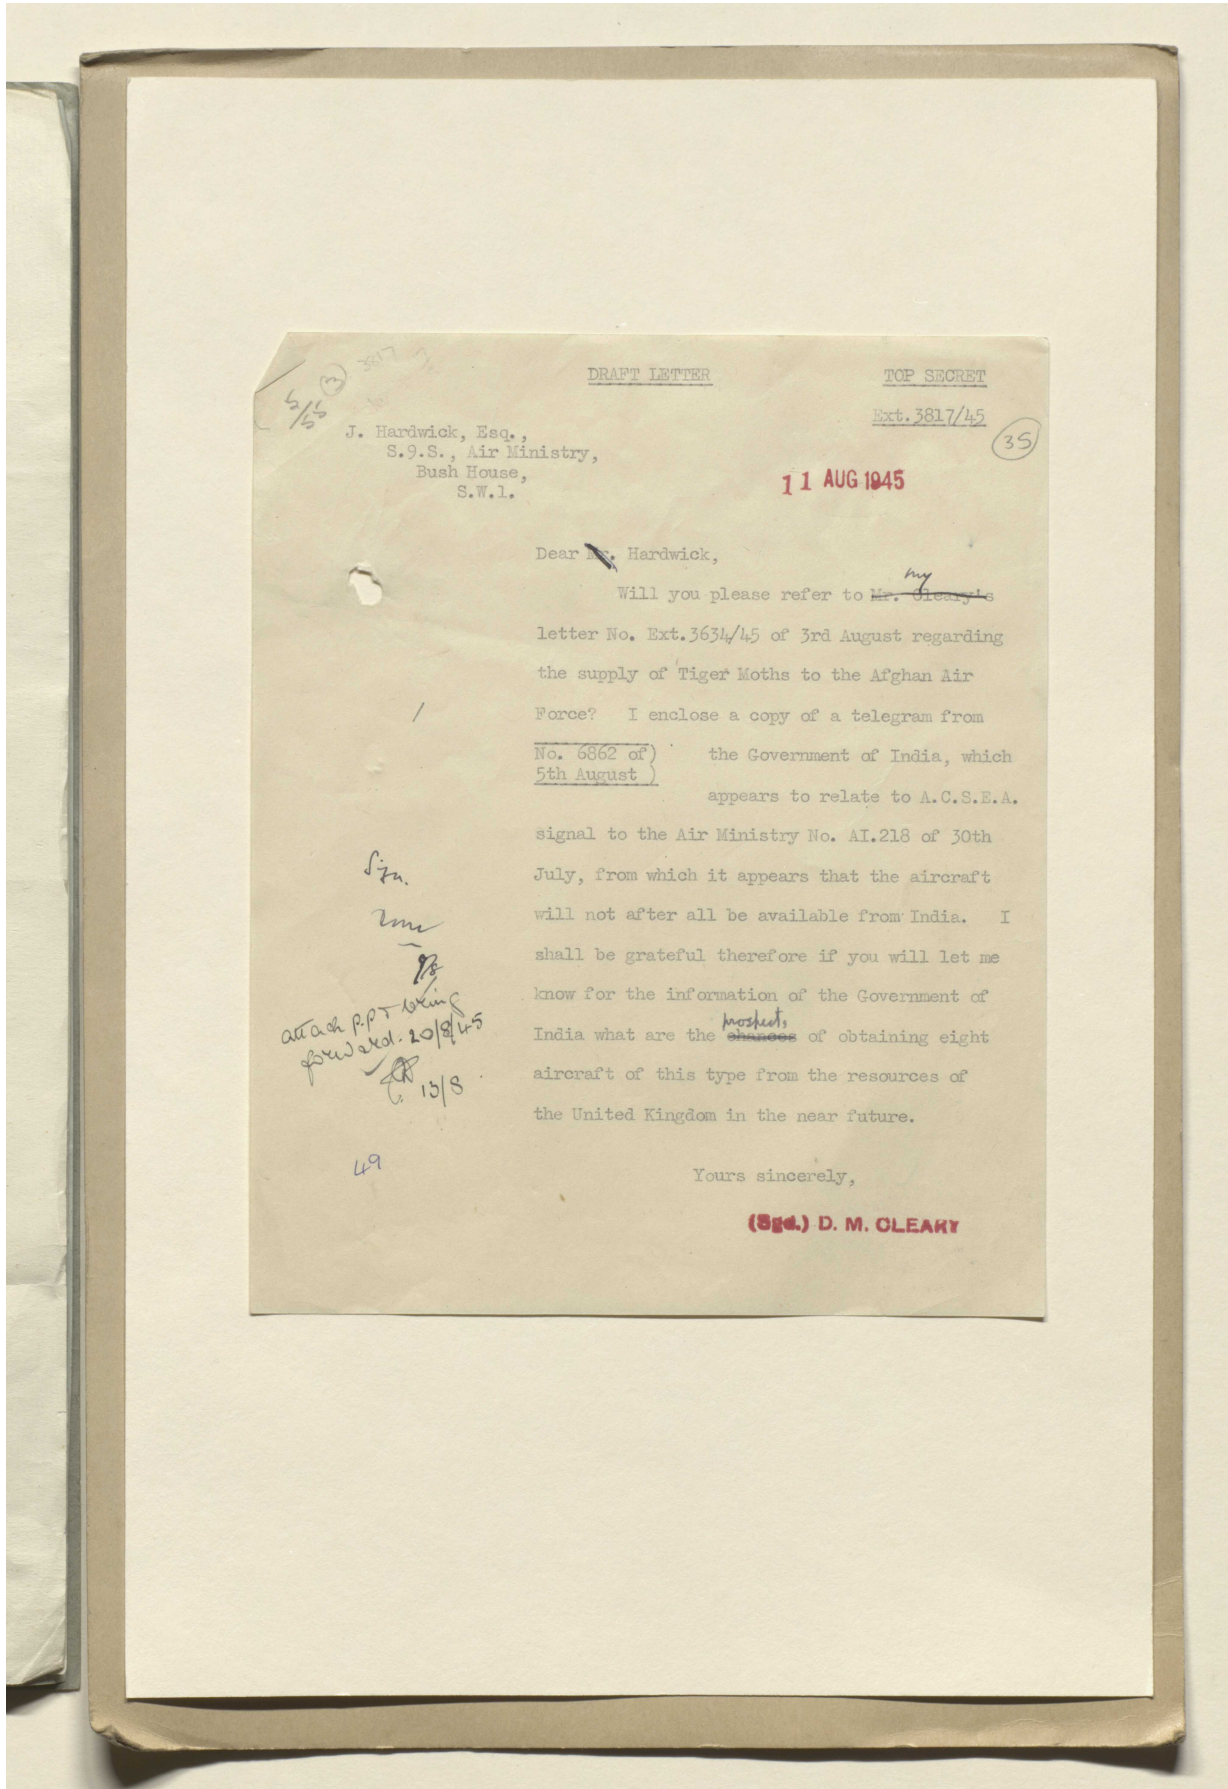 DRAFT LETTER
TOP SECRET
Ext.3817/45
35
3
3817
5/55
J. Hardwick, Esq.,
S.9.S., Air Ministry,
Bush House,
S.W.1.
11 AUG 1945
Dear Mr. Hardwick,
my
Will you please refer to Mr. Cleary's
letter No. Ext.3634/45 of 3rd August regarding
the supply of Tiger Moths to the Afghan Air
Force? I enclose a copy of a telegram from
No. 6862 of) the Government of India, which
5th August )
appears to relate to A.C.S.E.A.
signal to the Air Ministry No. AI.218 of 30th
July, from which it appears that the aircraft
will not after all be available from India. I
shall be grateful therefore if you will let me
know for the information of the Government of
prospects
India what are the chances of obtaining eight
aircraft of this type from the resources of
the United Kingdom in the near future.
Yours sincerely,
(Sgd.) D. M. CLEARY
attach p.p & bring
forward. 20/8/45
13/8
49